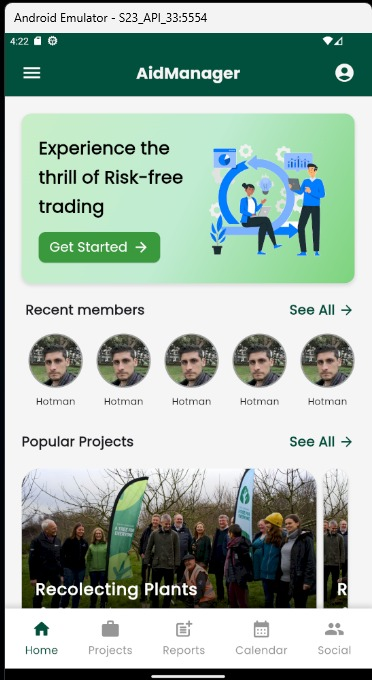 Android Emulator - S23_API_33:5554
4:22
AidManager
Experience the
thrill of Risk-free
trading
Get Started →
Recent members
See All →
Hotman
Hotman
Hotman
Hotman
Hotman
Popular Projects
See All →
Recolecting Plants
R
Home
Projects
Reports
Calendar
Social